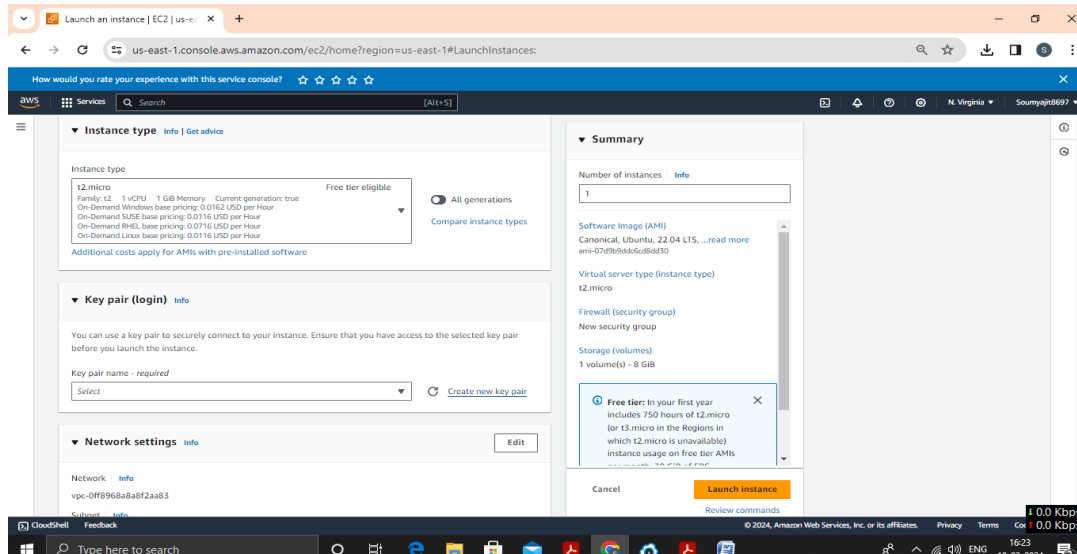 Launch an instance | EC2 | us-ea
us-east-1.console.aws.amazon.com/ec2/home?region=us-east-1#LaunchInstances:
S
How would you rate your experience with this service console?
aws Services Search [Alt+S] N. Virginia Soumyajit8697
Instance type Info | Get advice
Instance type
t2.micro Free tier eligible
Family: t2 1 vCPU 1 GiB Memory Current generation: true
On-Demand Windows base pricing: 0.0162 USD per Hour
On-Demand SUSE base pricing: 0.0116 USD per Hour
On-Demand RHEL base pricing: 0.0716 USD per Hour
On-Demand Linux base pricing: 0.0116 USD per Hour
All generations
Compare instance types
Additional costs apply for AMIs with pre-installed software
Key pair (login) Info
You can use a key pair to securely connect to your instance. Ensure that you have access to the selected key pair
before you launch the instance.
Key pair name - required
Select
Create new key pair
Network settings Info
Edit
Network Info
vpc-0ff8968a8a8f2aa83
Subnet Info
Summary
Number of instances Info
1
Software Image (AMI)
Canonical, Ubuntu, 22.04 LTS, ...read more
ami-07d9b9ddc6cd8dd30
Virtual server type (instance type)
t2.micro
Firewall (security group)
New security group
Storage (volumes)
1 volume(s) - 8 GiB
Free tier: In your first year
includes 750 hours of t2.micro
(or t3.micro in the Regions in
which t2.micro is unavailable)
instance usage on free tier AMIs
Cancel
Launch instance
Review commands
CloudShell Feedback
© 2024, Amazon Web Services, Inc. or its affiliates. Privacy Terms
0.0 Kbps
0.0 Kbps
Type here to search
ENG
16:23